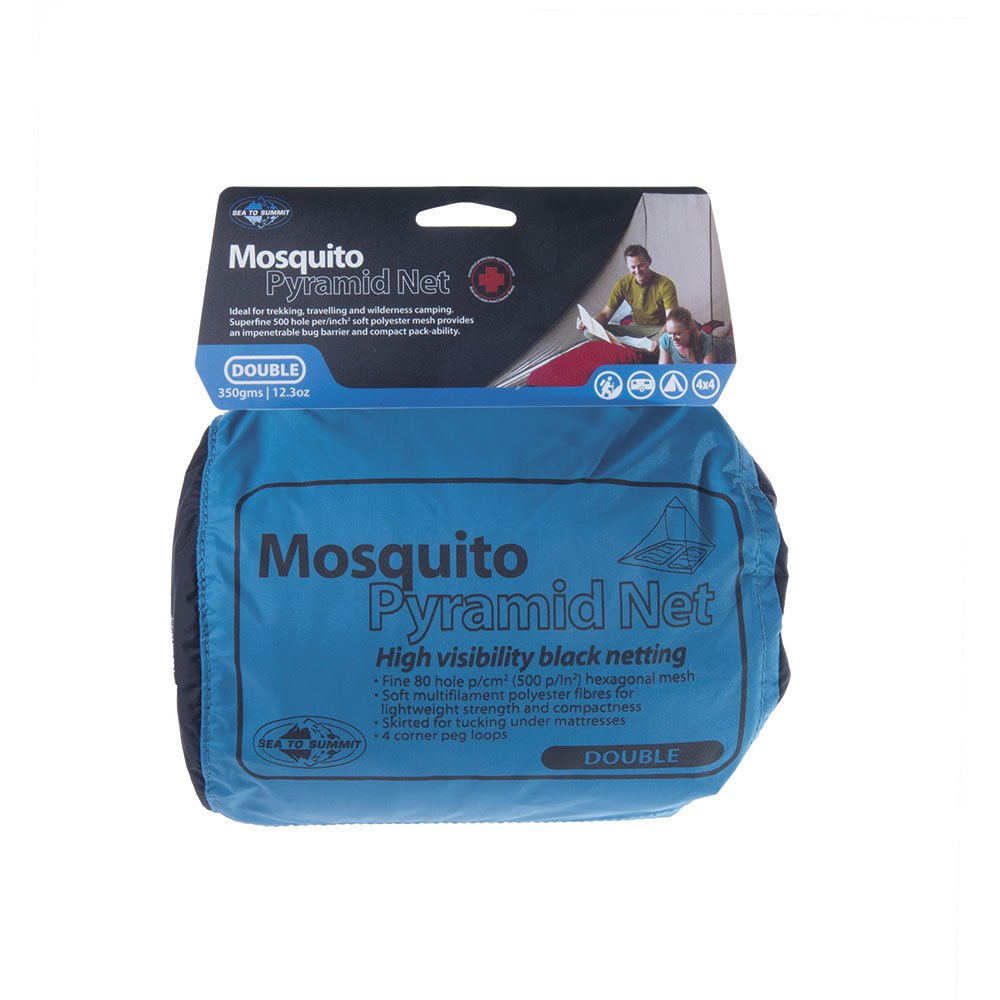 SEA TO SUMMIT
Mosquito
Pyramid Net
Ideal for trekking, travelling and wilderness camping.
Superfine 500 hole per/inch² soft polyester mesh provides
an impenetrable bug barrier and compact pack-ability.
DOUBLE
350gms | 12.3oz
4x4
Mosquito
Pyramid Net
High visibility black netting
• Fine 80 hole p/cm² (500 p/In²) hexagonal mesh
• Soft multifilament polyester fibres for
lightweight strength and compactness
• Skirted for tucking under mattresses
• 4 corner peg loops
SEA TO SUMMIT
DOUBLE